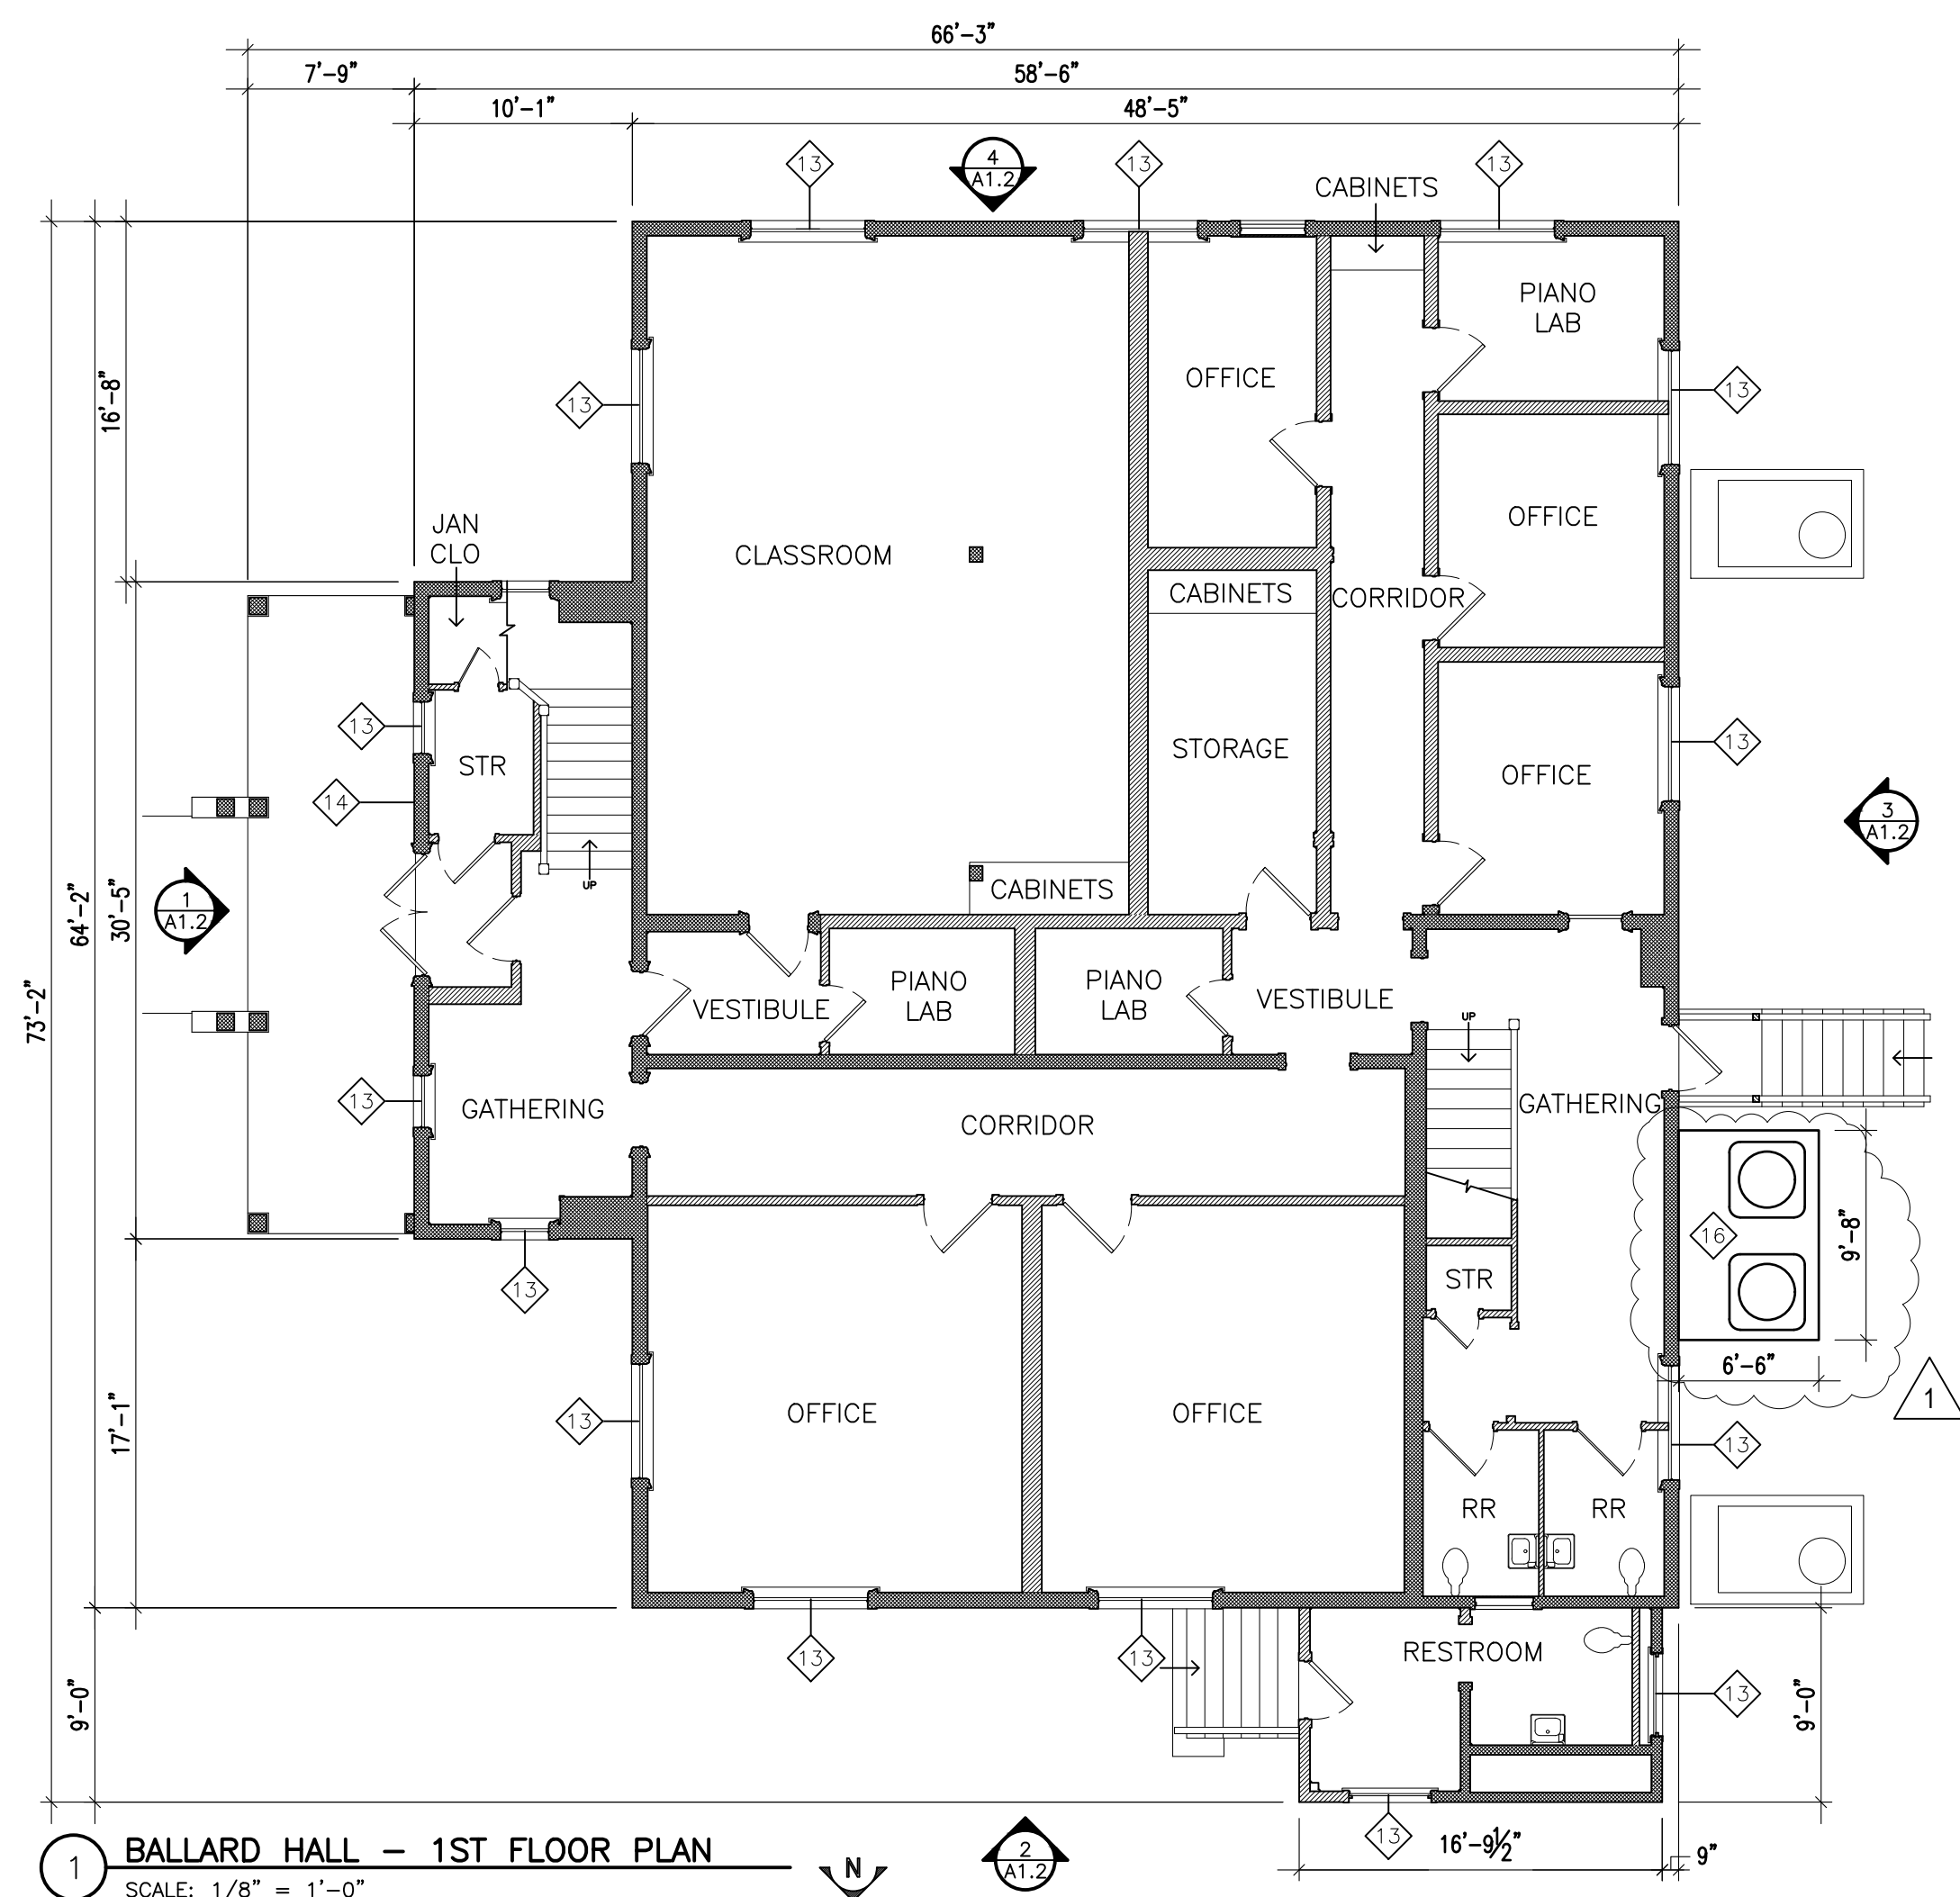 66'-3"
7'-9" 58'-6"
10'-1" 48'-5"
13
4
A1.2
13
13
CABINETS
PIANO
LAB
16'-8"
13
OFFICE
13
OFFICE
JAN
CLO
CLASSROOM
CABINETS
CORRIDOR
13
STR
STORAGE
OFFICE
13
14
3
A1.2
UP
CABINETS
1
A1.2
64'-2"
30'-5"
73'-2"
VESTIBULE
PIANO
LAB
PIANO
LAB
VESTIBULE
UP
13
GATHERING
CORRIDOR
GATHERING
16
9'-8"
13
STR
6'-6"
1
17'-1"
13
OFFICE
OFFICE
13
RR
RR
13
13
RESTROOM
13
9'-0"
9'-0"
13
16'-9½"
9"
1
BALLARD HALL - 1ST FLOOR PLAN
SCALE: 1/8" = 1'-0"
N
2
A1.2